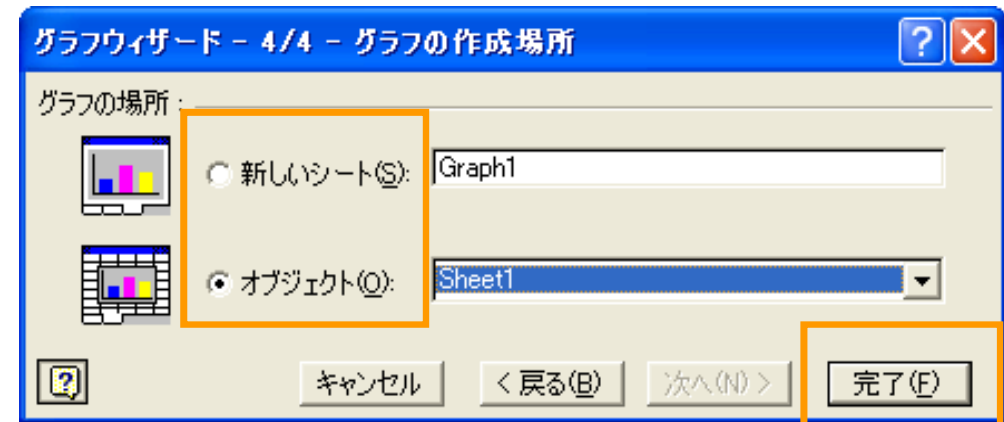 グラフウィザード - 4/4 - グラフの作成場所
グラフの場所:
新しいシート(S): Graph1
オブジェクト(O): Sheet1
キャンセル < 戻る(B) 次へ(N) > 完了(F)